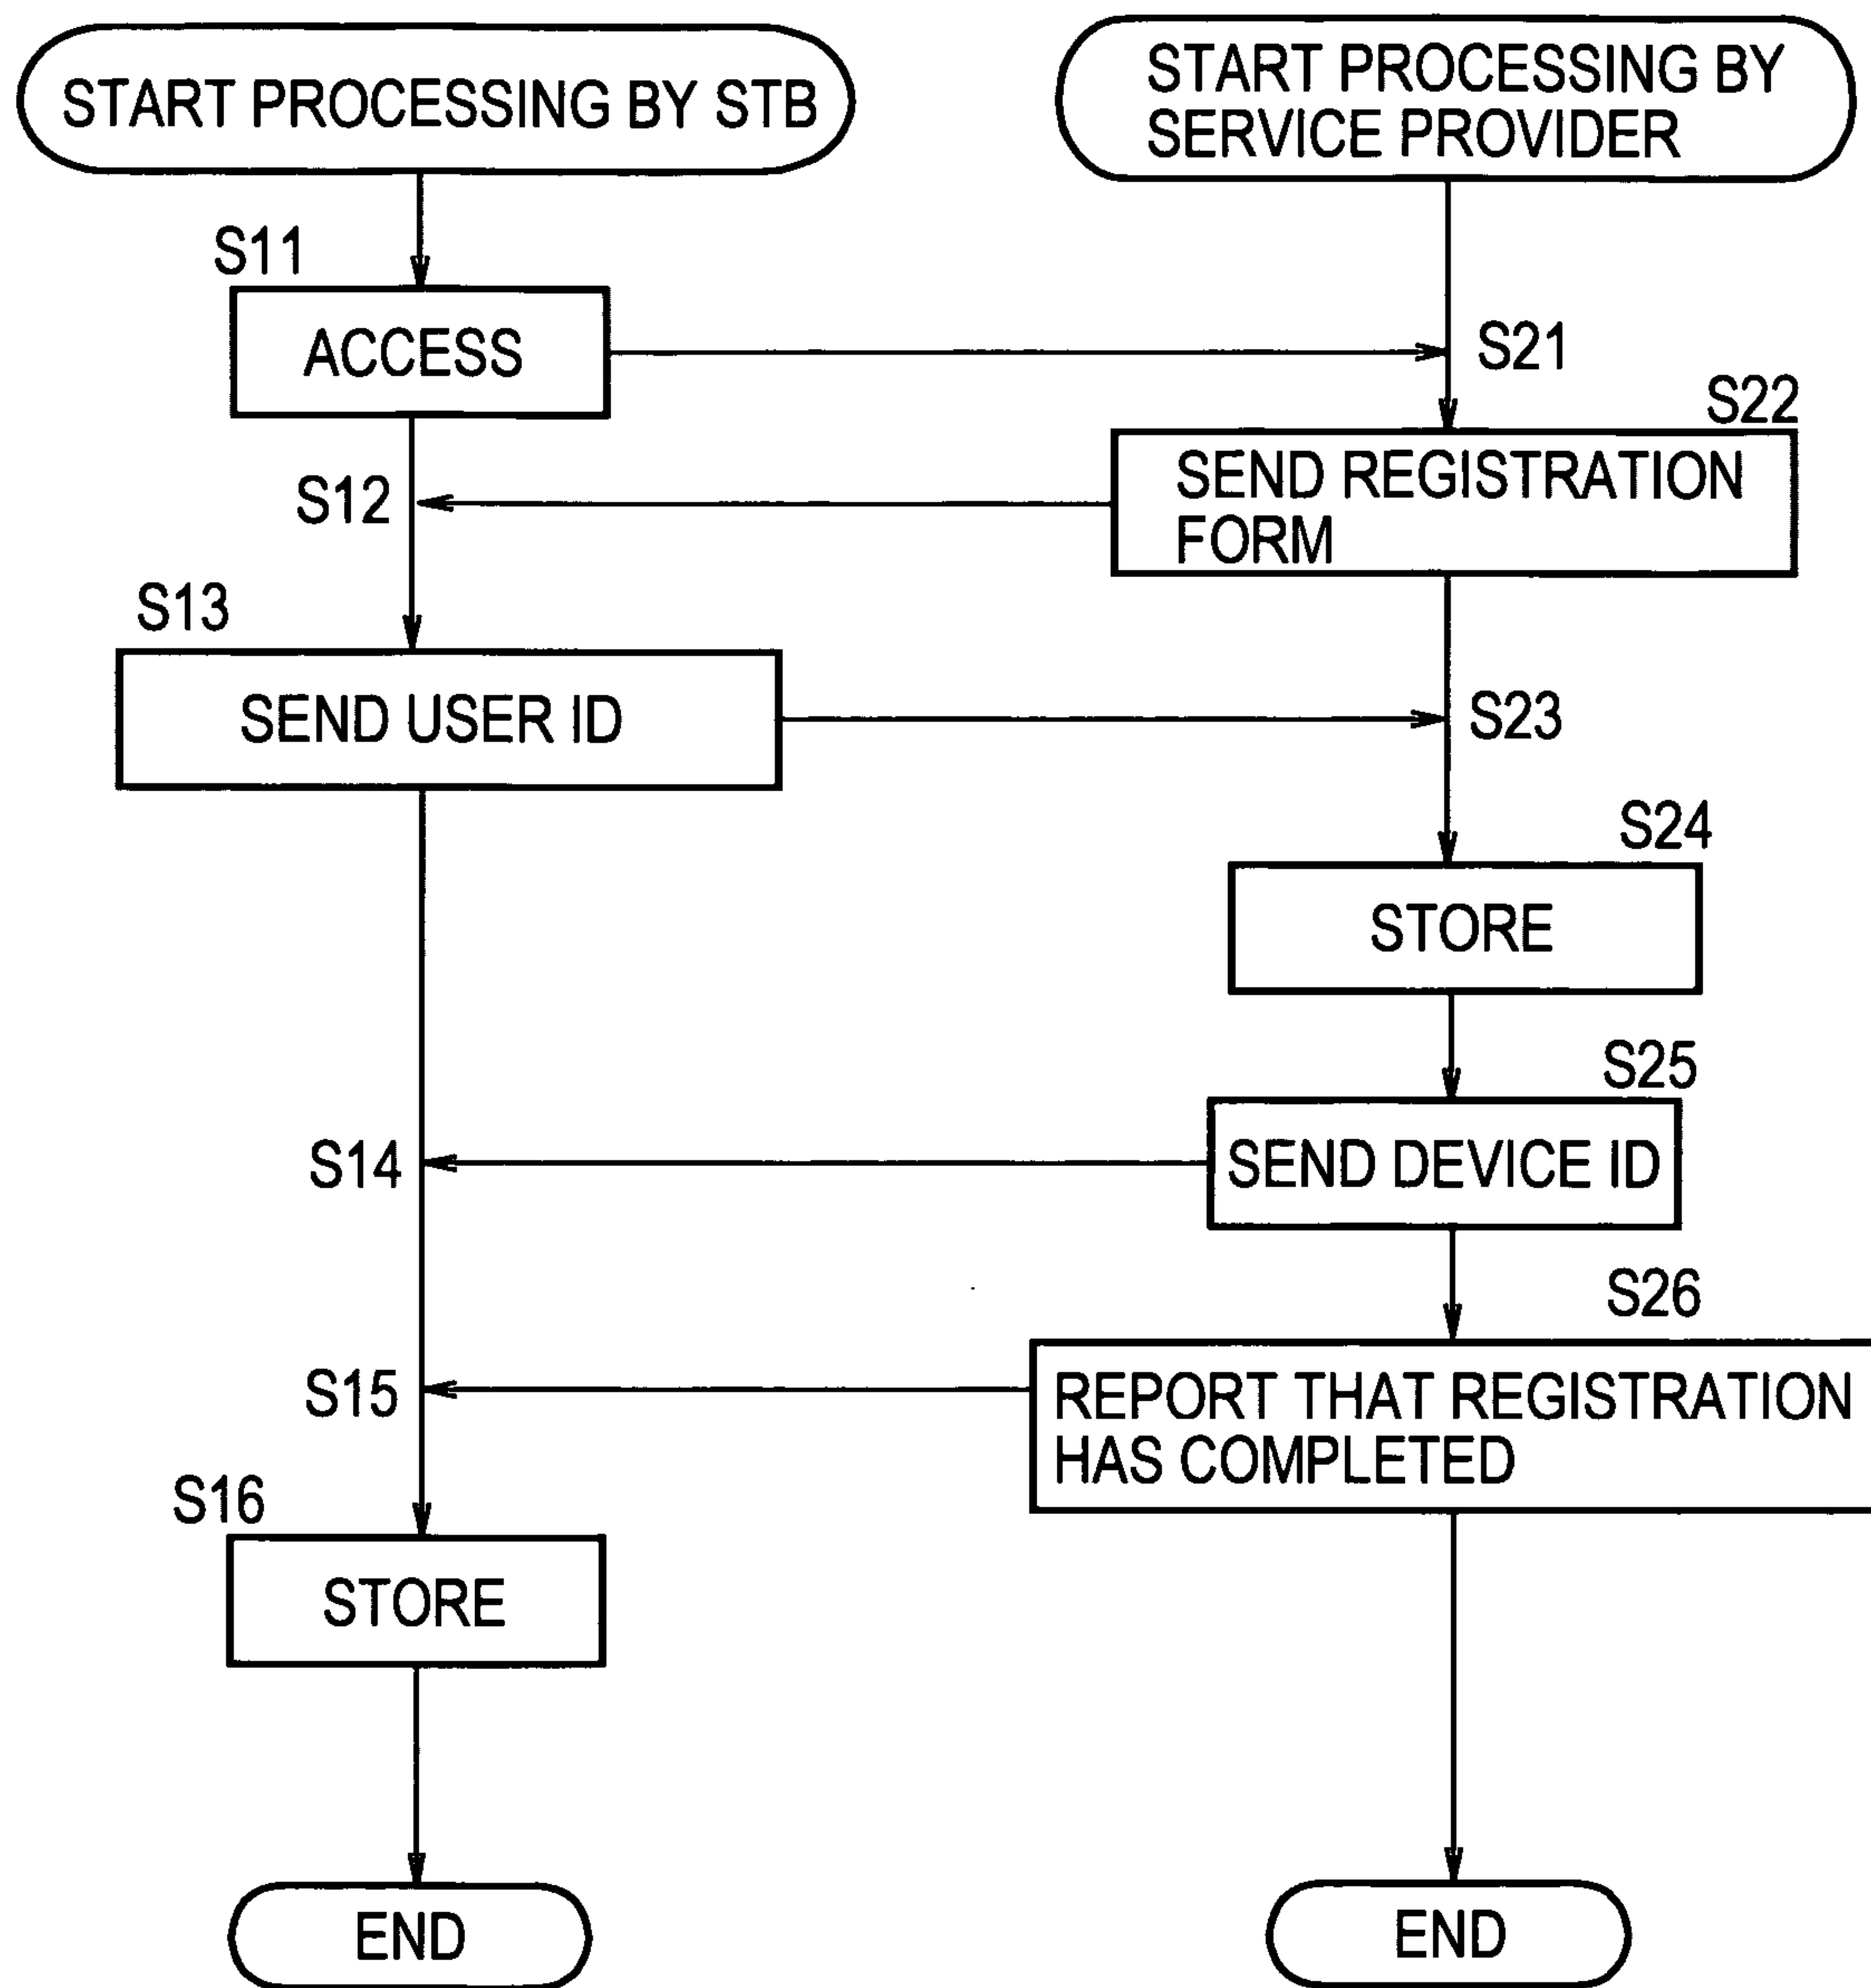 START PROCESSING BY STB
START PROCESSING BY
SERVICE PROVIDER
S11
ACCESS
S21
S22
SEND REGISTRATION
FORM
S12
S13
SEND USER ID
S23
S24
STORE
S25
SEND DEVICE ID
S14
S26
REPORT THAT REGISTRATION
HAS COMPLETED
S15
S16
STORE
END
END